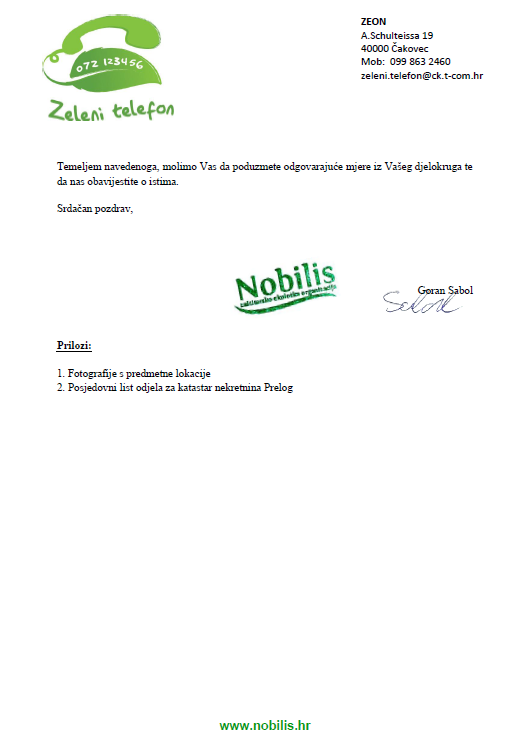 072 123456
Zeleni telefon
ZEON
A.Schulteissa 19
40000 Čakovec
Mob:  099 863 2460
zeleni.telefon@ck.t-com.hr
Temeljem navedenoga, molimo Vas da poduzmete odgovarajuće mjere iz Vašeg djelokruga te
da nas obavijestite o istima.
Srdačan pozdrav,
Nobilis
ekološka organizacija
Goran Sabol
Prilozi:
1. Fotografije s predmetne lokacije
2. Posjedovni list odjela za katastar nekretnina Prelog
www.nobilis.hr